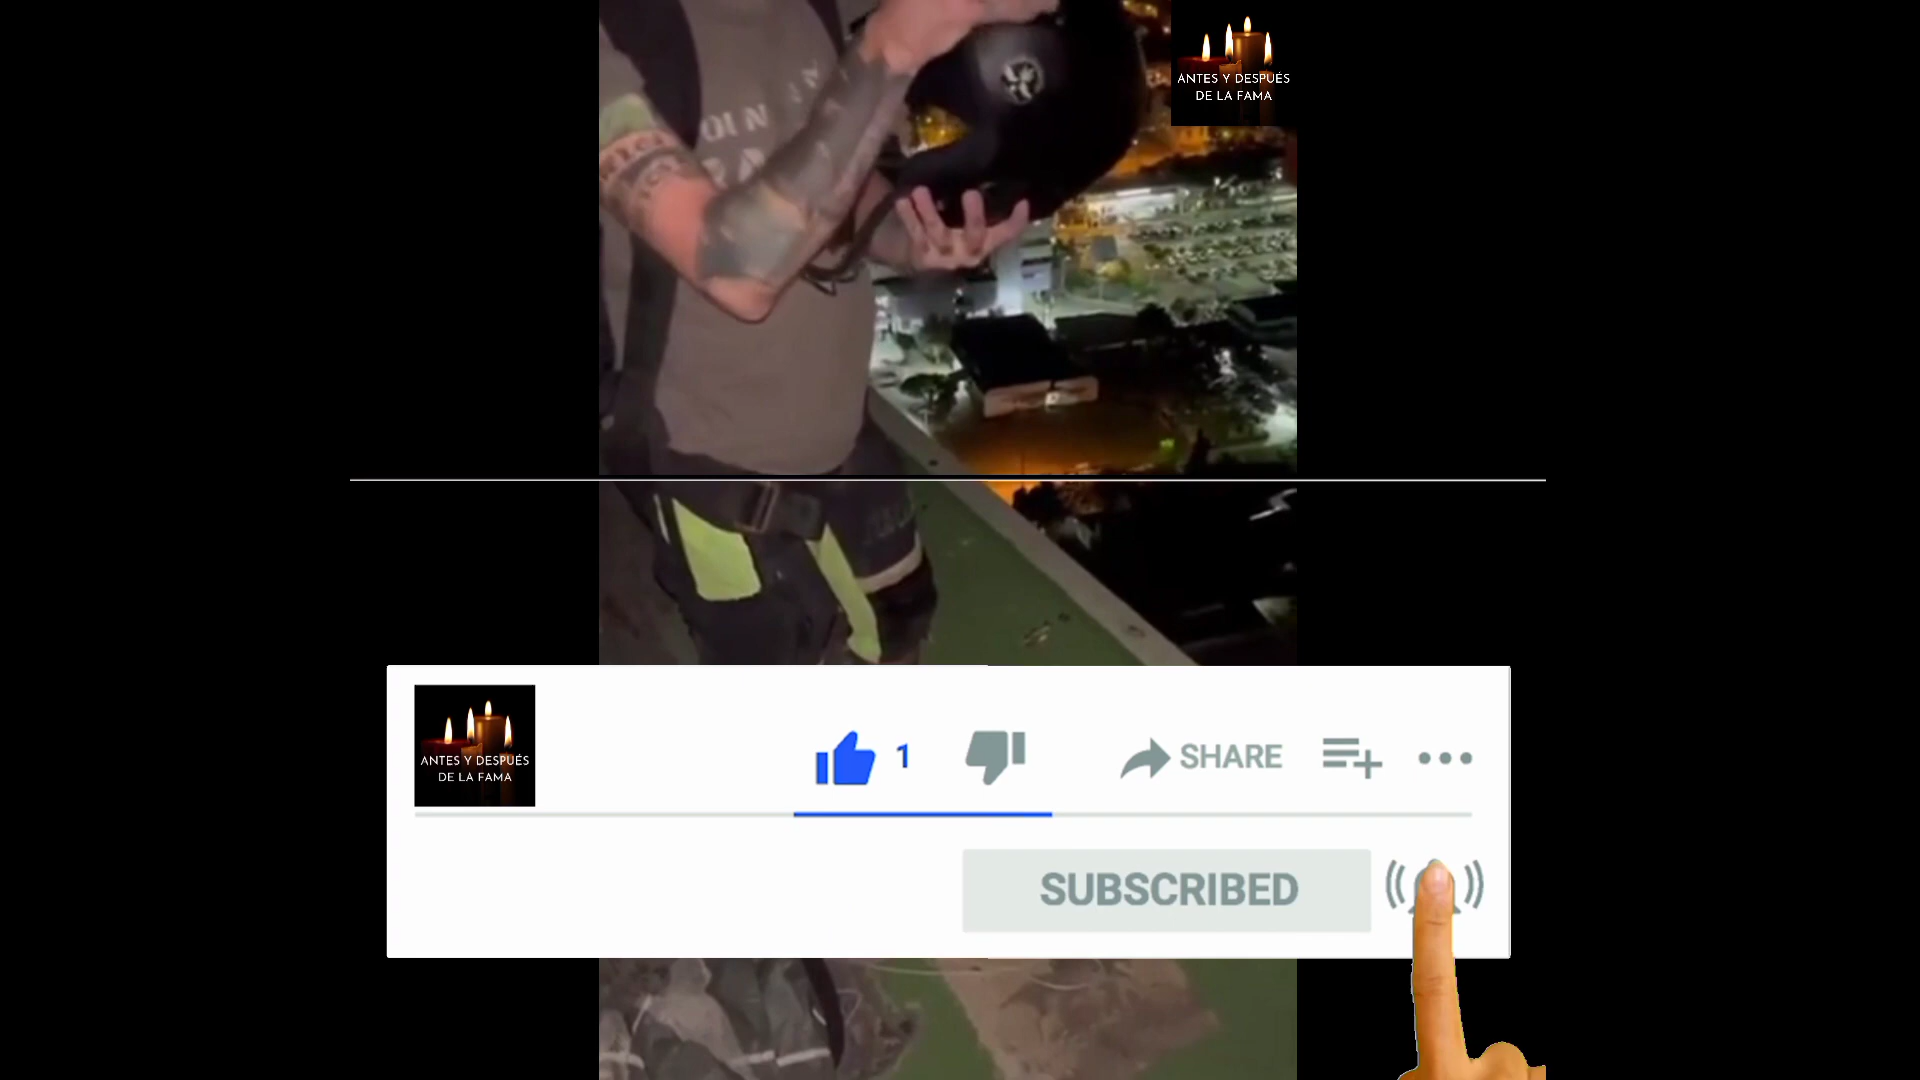 ANTES Y DESPUÉS
DE LA FAMA
ANTES Y DESPUÉS
DE LA FAMA
1
SHARE
SUBSCRIBED